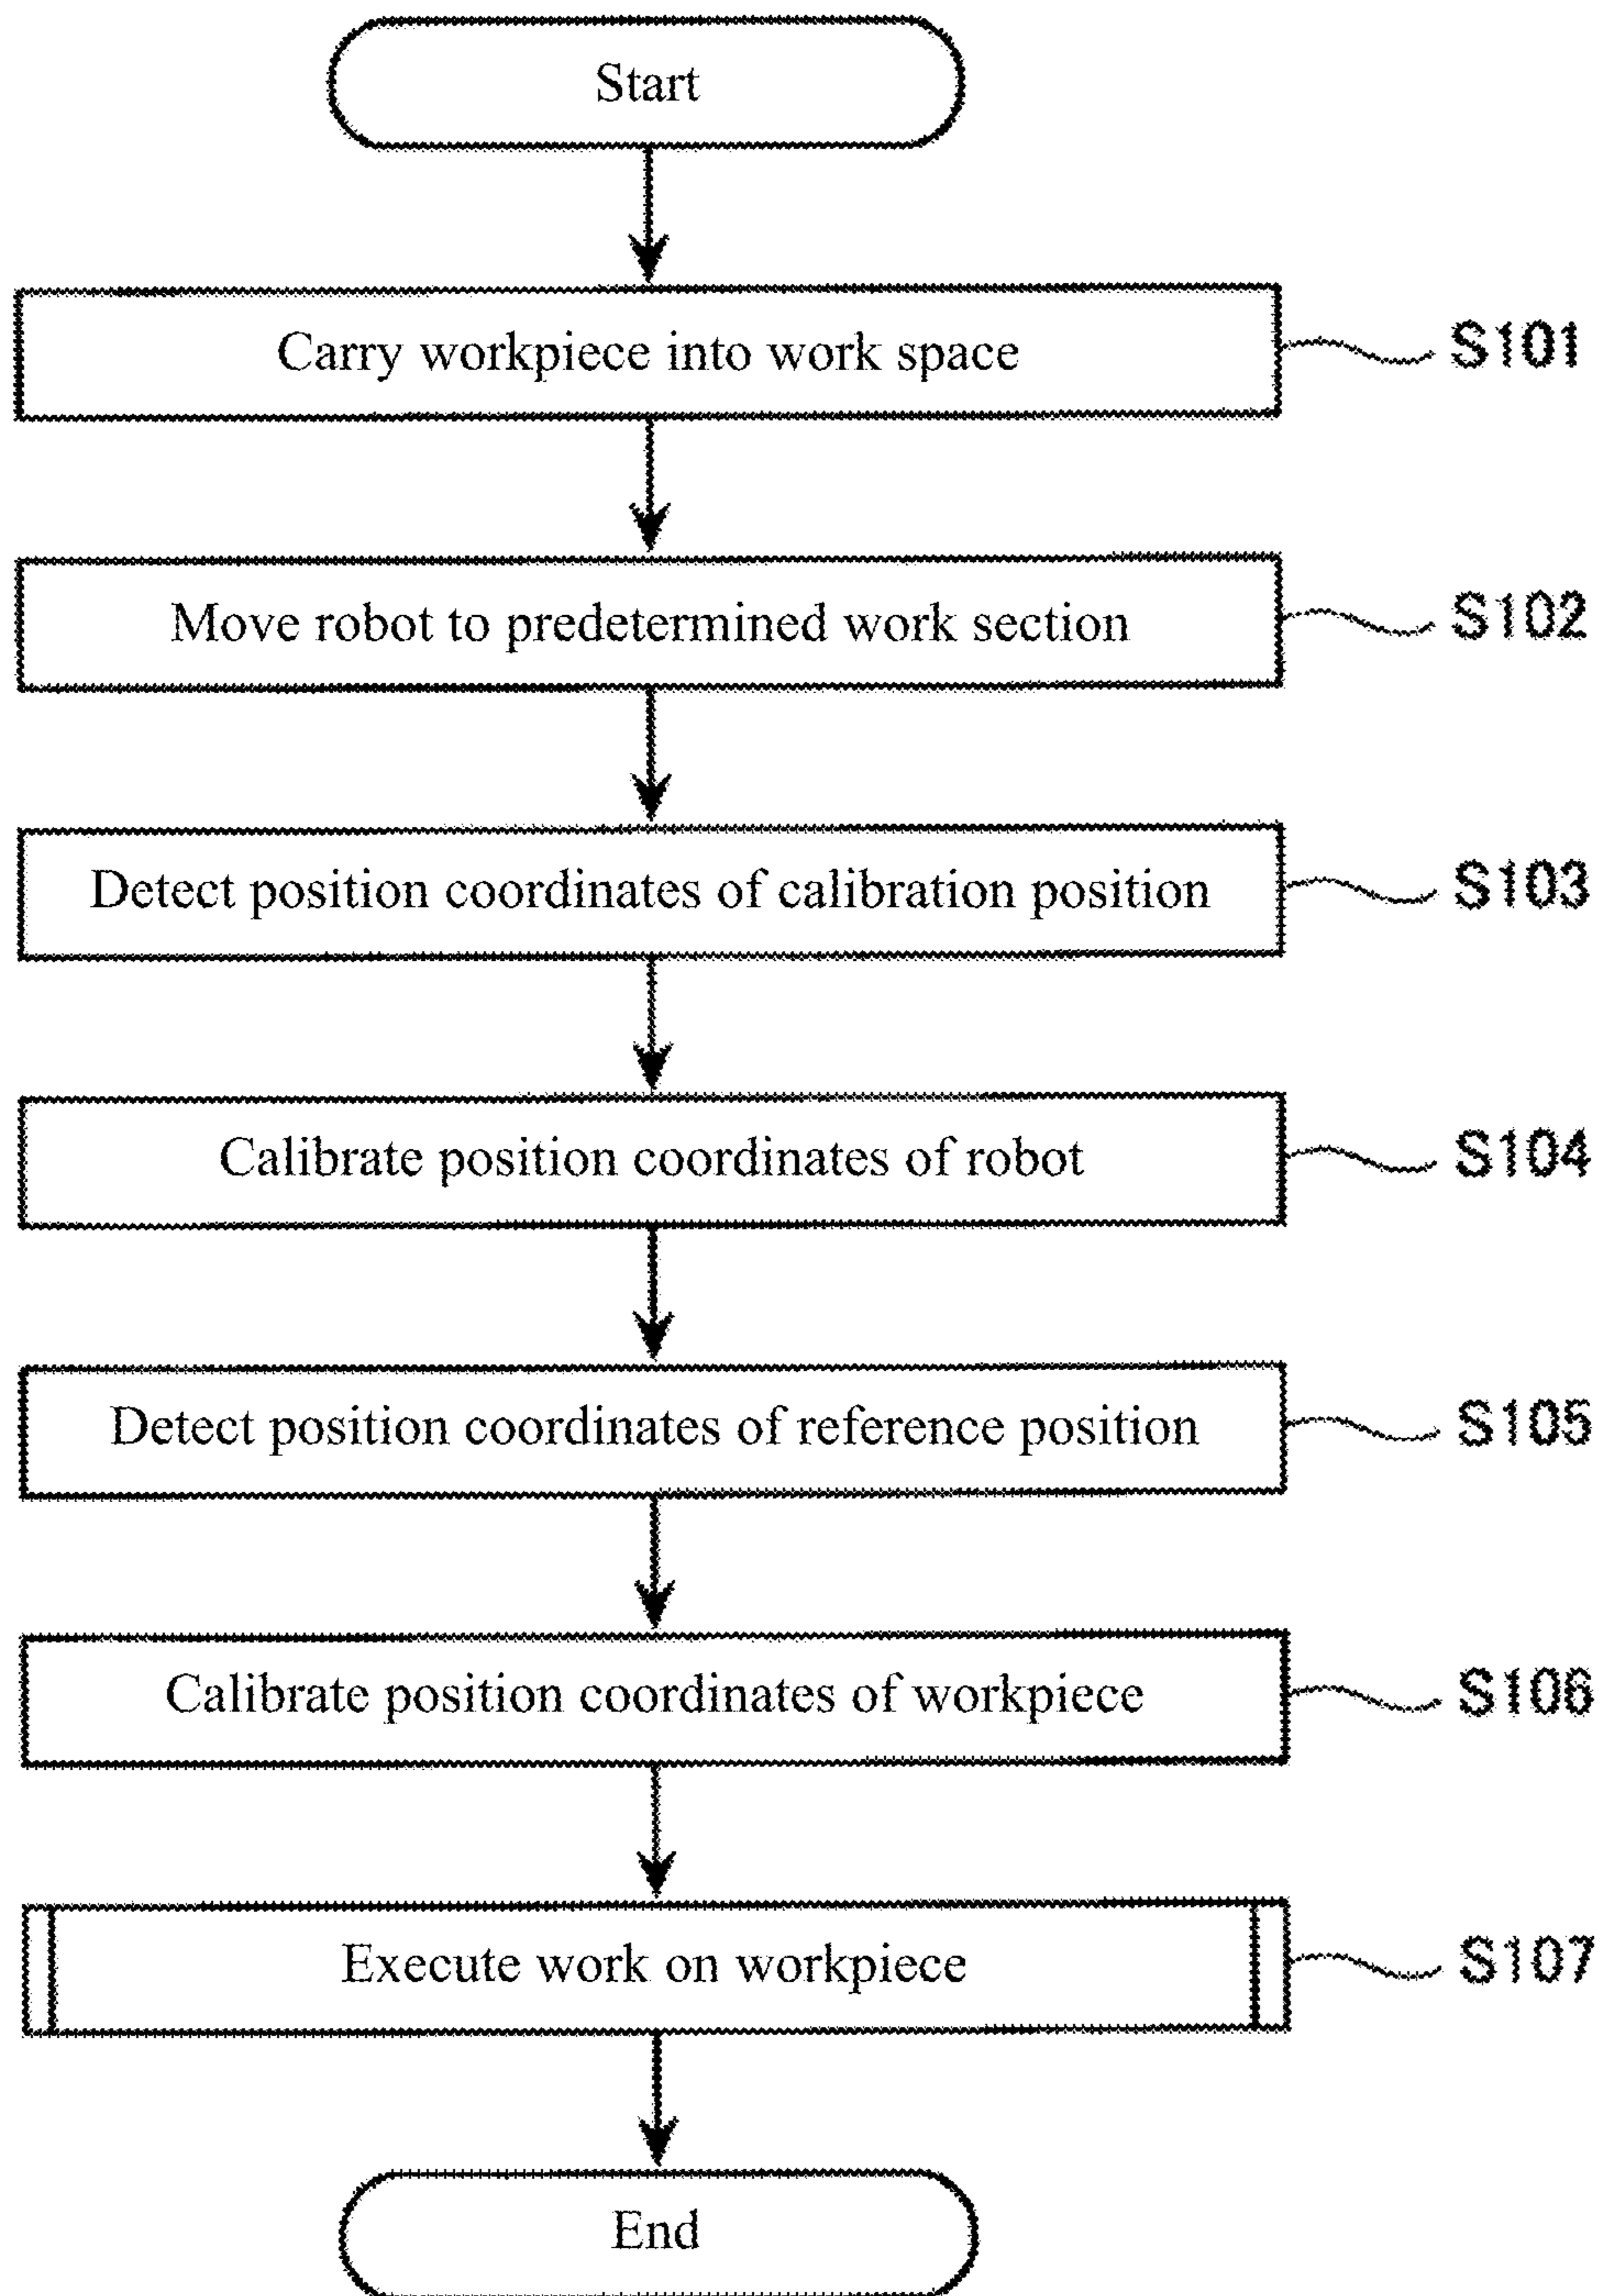 Start
Carry workpiece into work space
S101
Move robot to predetermined work section
S102
Detect position coordinates of calibration position
S103
Calibrate position coordinates of robot
S104
Detect position coordinates of reference position
S105
Calibrate position coordinates of workpiece
S106
Execute work on workpiece
S107
End